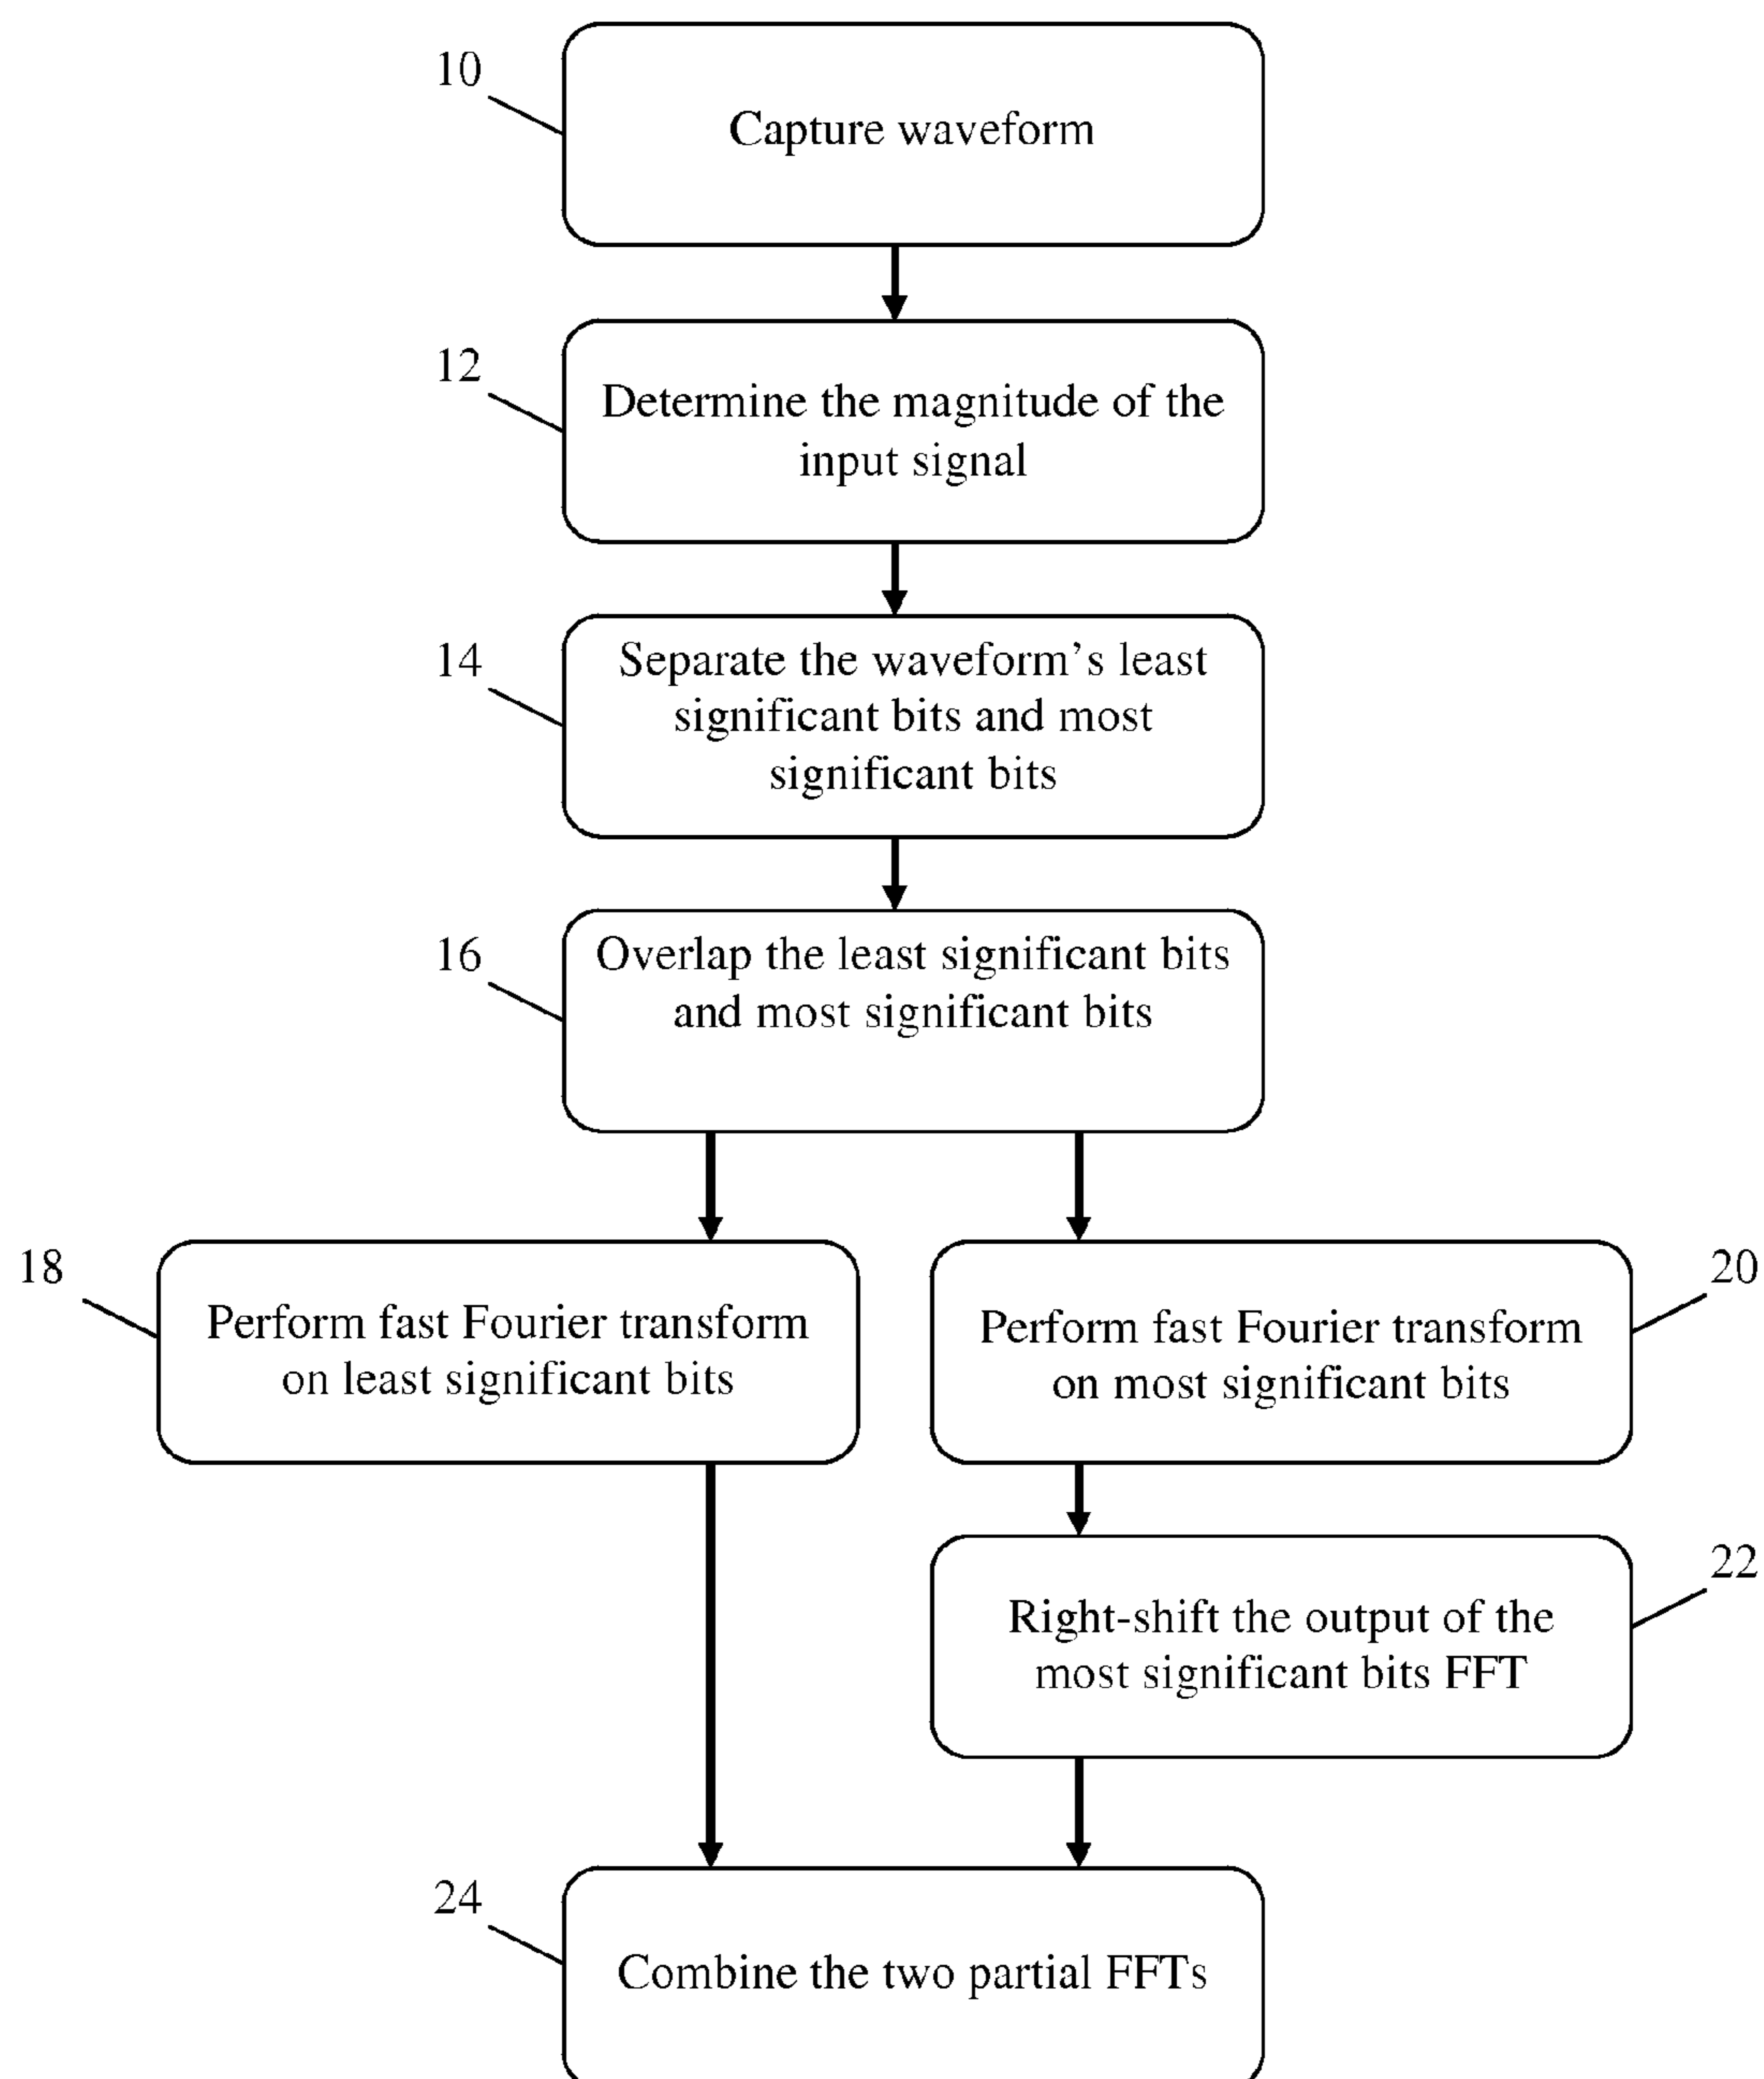 10
Capture waveform
12
Determine the magnitude of the
input signal
14
Separate the waveform's least
significant bits and most
significant bits
16
Overlap the least significant bits
and most significant bits
18
Perform fast Fourier transform
on least significant bits
20
Perform fast Fourier transform
on most significant bits
22
Right-shift the output of the
most significant bits FFT
24
Combine the two partial FFTs